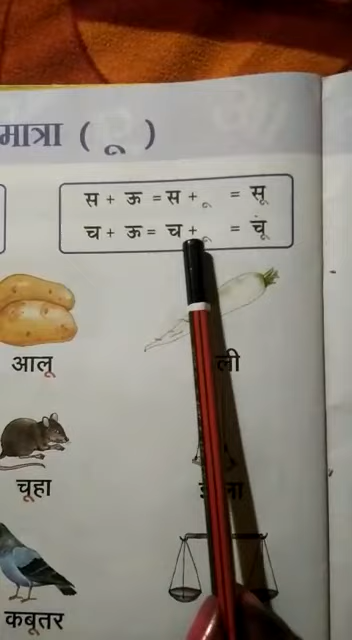 मात्रा ( ू )
स + ऊ = स + ू = सू
च + ऊ = च + ू = चू
आलू
चूहा
कबूतर